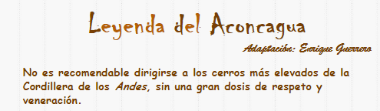 Leyenda del Aconcagua
Adaptación: Enrique Guerrero
No es recomendable dirigirse a los cerros más elevados de la
Cordillera de los Andes, sin una gran dosis de respeto y
veneración.